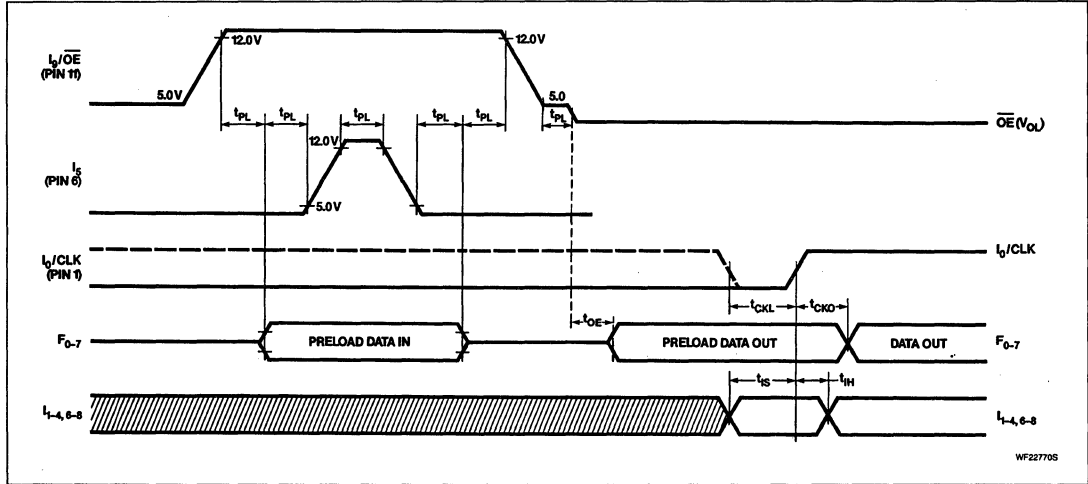 I9/OE
(PIN 11)
12.0V
12.0V
5.0V
5.0
tPL tPL tPL tPL tPL tPL
OE (VOL)
I5
(PIN 6)
12.0V
5.0V
I0/CLK
(PIN 1)
I0/CLK
tCKL tCKO
tOE
F0–7
PRELOAD DATA IN
PRELOAD DATA OUT
DATA OUT
F0–7
tIS tIH
I1–4, 6–8
I1–4, 6–8
WF22770S